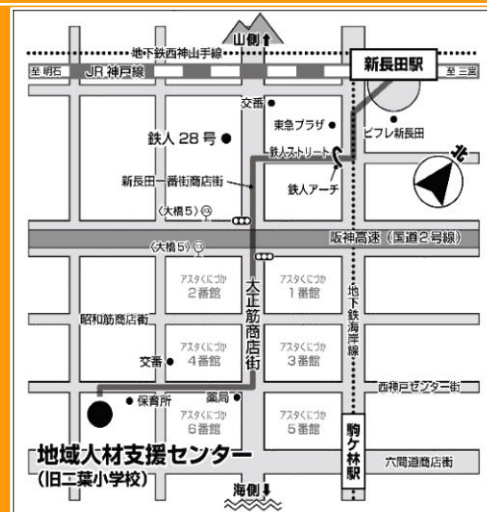 山側⬆
地下鉄西神山手線
新長田駅
至 明石
JR 神戸線
至 三宮
交番
東急プラザ
ピフレ新長田
鉄人 28 号
鉄人ストリート
北
新長田一番街商店街
鉄人アーチ
〈大橋5〉
阪神高速（国道2号線）
〈大橋5〉
アスタくにづか
2番館
アスタくにづか
1番館
大正筋商店街
地下鉄海岸線
昭和筋商店街
交番
アスタくにづか
4番館
アスタくにづか
3番館
西神戸センター街
保育所
薬局
アスタくにづか
6番館
アスタくにづか
5番館
駒ヶ林駅
地域人材支援センター
（旧二葉小学校）
六間道商店街
海側⬇